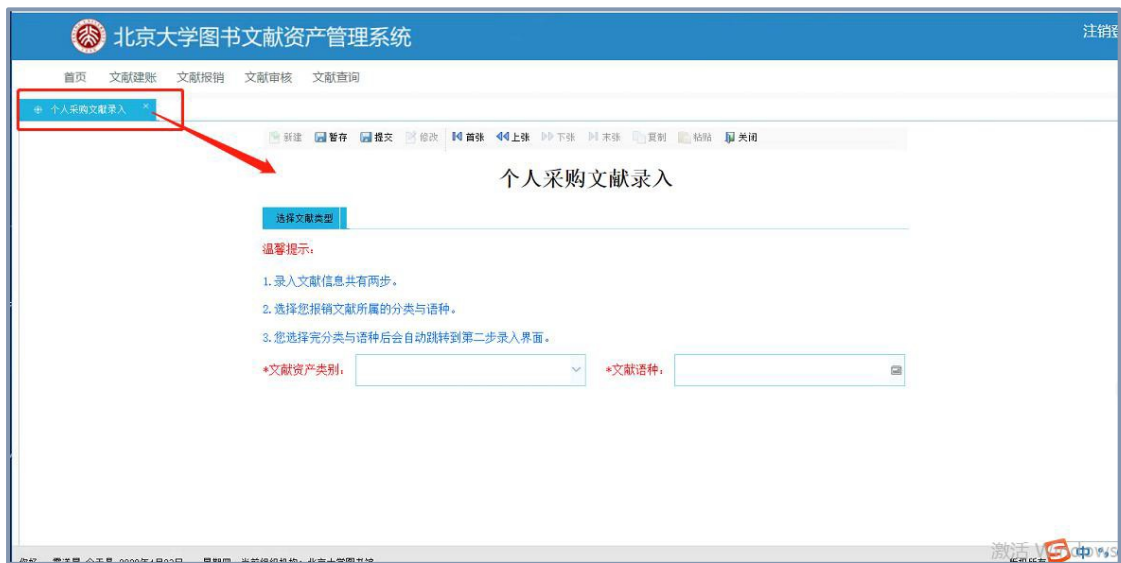 北京大学图书文献资产管理系统
注销登
首页 文献建账 文献报销 文献审核 文献查询
个人采购文献录入 ×
新建 暂存 提交 修改 首张 上张 下张 末张 复制 粘贴 关闭
个人采购文献录入
选择文献类型
温馨提示：
1.录入文献信息共有两步。
2.选择您报销文献所属的分类与语种。
3.您选择完分类与语种后会自动跳转到第二步录入界面。
*文献资产类别： *文献语种：
激活 Windows
中